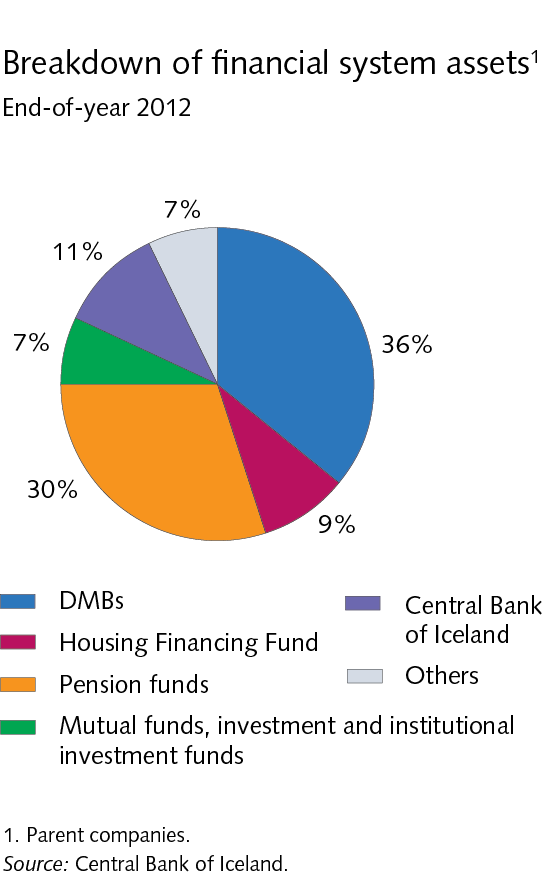 Breakdown of financial system assets¹
End-of-year 2012
7%
11%
7%
36%
30%
9%
DMBs
Housing Financing Fund
Pension funds
Mutual funds, investment and institutional
investment funds
Central Bank
of Iceland
Others
1. Parent companies.
Source: Central Bank of Iceland.